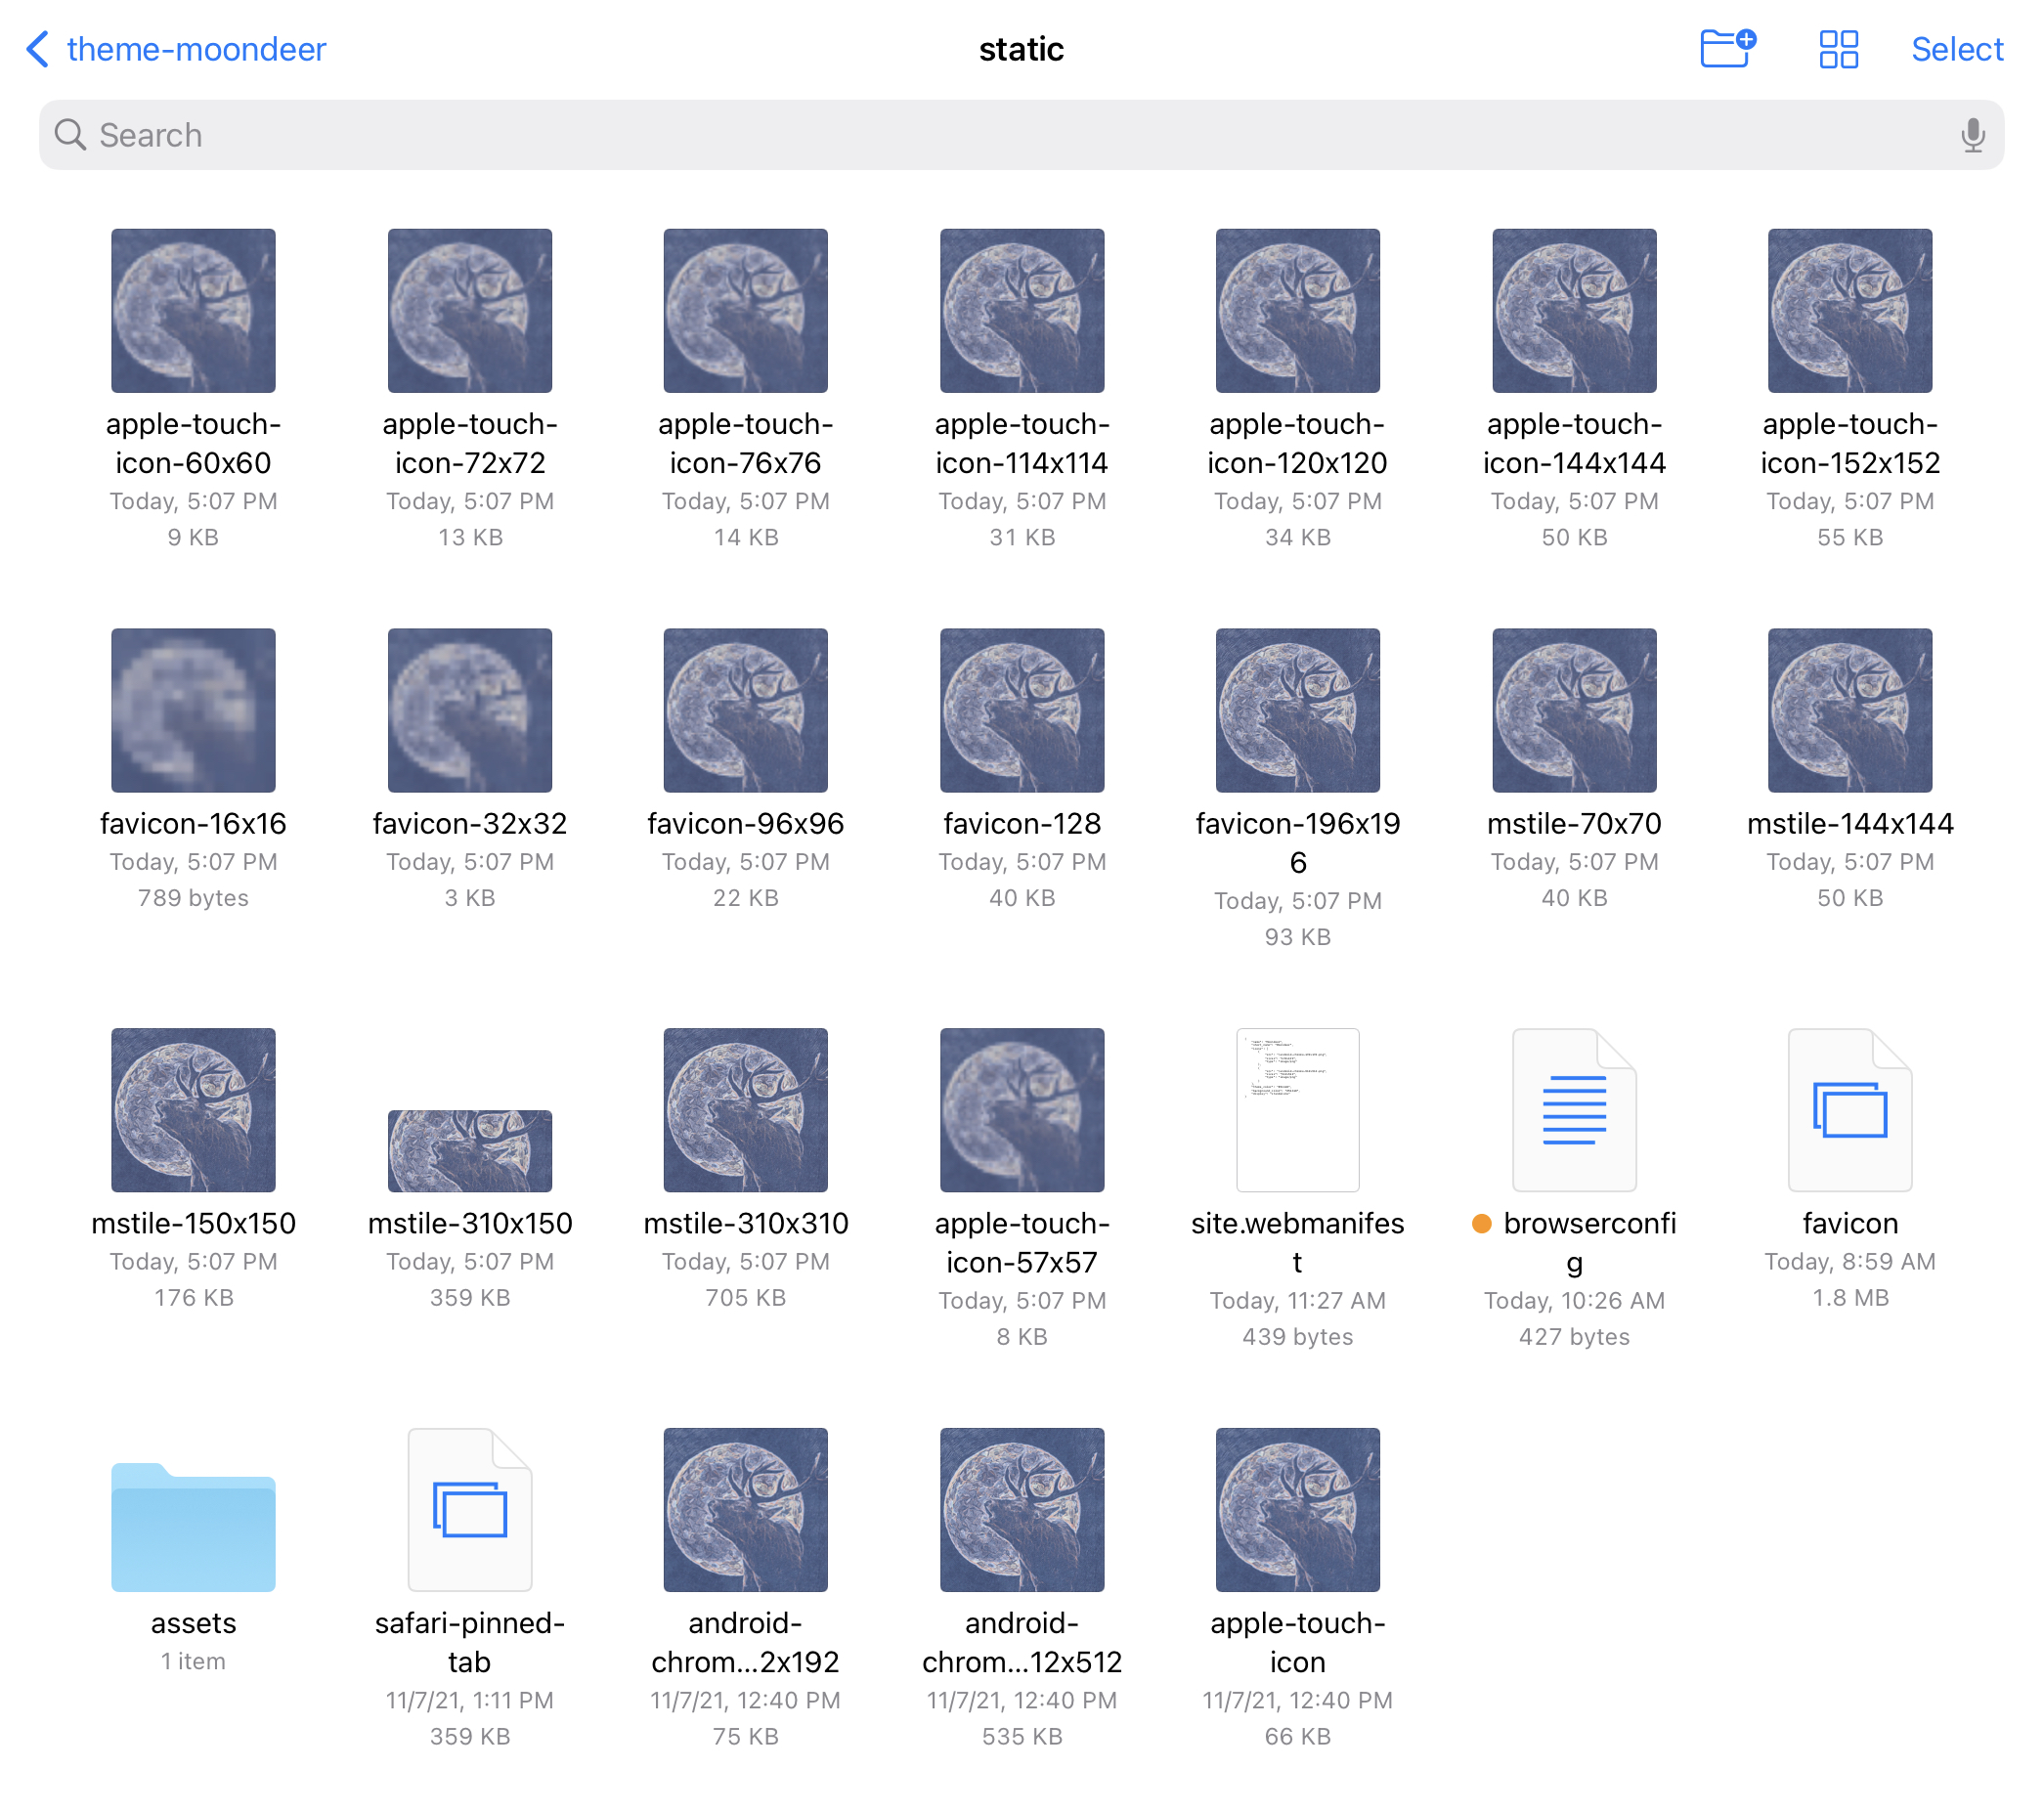 theme-moondeer
static
Select
Search
apple-touch-
icon-60x60
Today, 5:07 PM
9 KB
apple-touch-
icon-72x72
Today, 5:07 PM
13 KB
apple-touch-
icon-76x76
Today, 5:07 PM
14 KB
apple-touch-
icon-114x114
Today, 5:07 PM
31 KB
apple-touch-
icon-120x120
Today, 5:07 PM
34 KB
apple-touch-
icon-144x144
Today, 5:07 PM
50 KB
apple-touch-
icon-152x152
Today, 5:07 PM
55 KB
favicon-16x16
Today, 5:07 PM
789 bytes
favicon-32x32
Today, 5:07 PM
3 KB
favicon-96x96
Today, 5:07 PM
22 KB
favicon-128
Today, 5:07 PM
40 KB
favicon-196x19
6
Today, 5:07 PM
93 KB
mstile-70x70
Today, 5:07 PM
40 KB
mstile-144x144
Today, 5:07 PM
50 KB
mstile-150x150
Today, 5:07 PM
176 KB
mstile-310x150
Today, 5:07 PM
359 KB
mstile-310x310
Today, 5:07 PM
705 KB
apple-touch-
icon-57x57
Today, 5:07 PM
8 KB
site.webmanifes
t
Today, 11:27 AM
439 bytes
browserconfi
g
Today, 10:26 AM
427 bytes
favicon
Today, 8:59 AM
1.8 MB
assets
1 item
safari-pinned-
tab
11/7/21, 1:11 PM
359 KB
android-
chrom...2x192
11/7/21, 12:40 PM
75 KB
android-
chrom...12x512
11/7/21, 12:40 PM
535 KB
apple-touch-
icon
11/7/21, 12:40 PM
66 KB